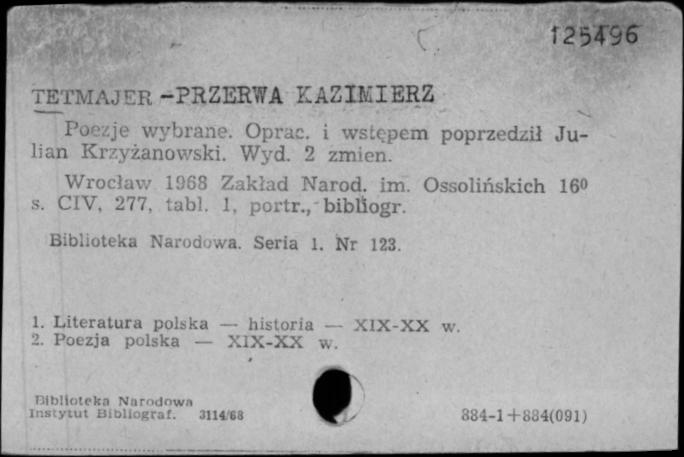 125496
TETMAJER -PRZERWA KAZIMIERZ
Poezje wybrane. Oprac. i wstępem poprzedził Ju-
lian Krzyżanowski. Wyd. 2 zmien.
Wrocław 1968 Zakład Narod. im. Ossolińskich 16⁰
s. CIV, 277, tabl. 1, portr., bibliogr.
Biblioteka Narodowa. Seria 1. Nr 123.
1. Literatura polska — historia — XIX-XX w.
2. Poezja polska — XIX-XX w.
Biblioteka Narodowa
Instytut Bibliograf. 3114/68
884-1+884(091)